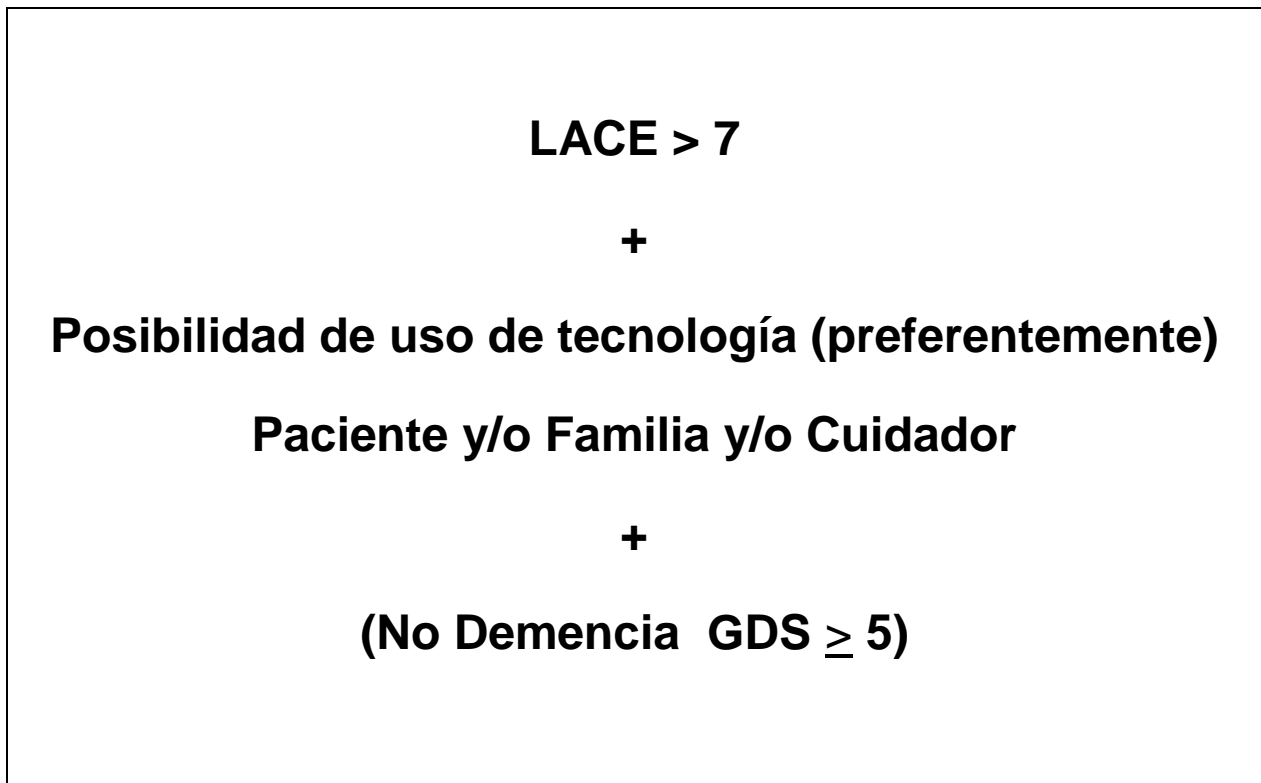 LACE > 7
+
Posibilidad de uso de tecnología (preferentemente)
Paciente y/o Familia y/o Cuidador
+
(No Demencia GDS ≥ 5)